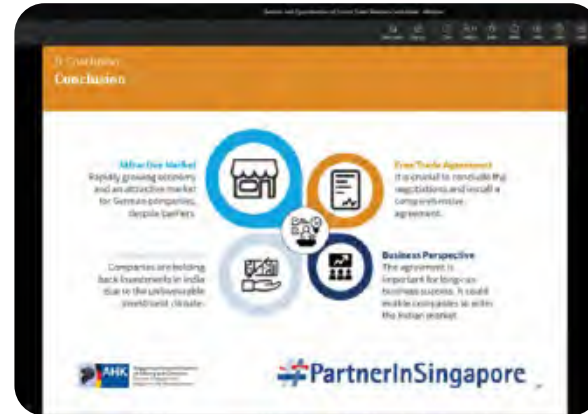 Conclusion
Conclusion
Attractive Market
Rapidly growing economy
and an attractive market
for German companies,
despite barriers.
Free Trade Agreement
It is crucial to conclude the
negotiations and install a
comprehensive
agreement.
Companies are holding
back investments in India
due to the unfavourable
investment climate.
Business Perspective
The agreement is
important for long-run
business success. It could
enable companies to enter
the Indian market
AHK
#PartnerInSingapore